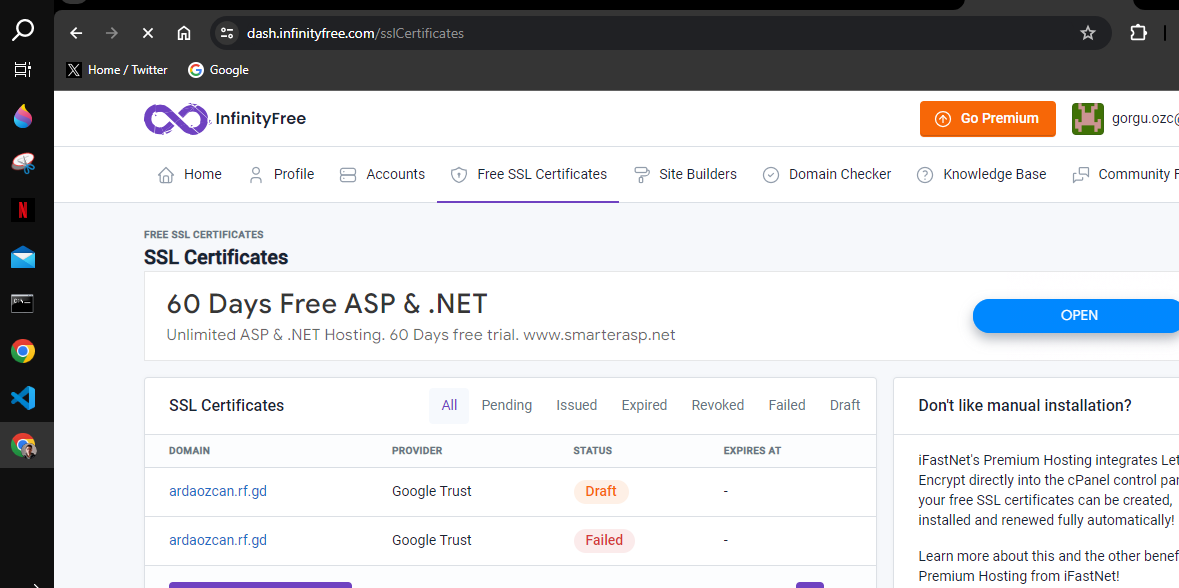 dash.infinityfree.com/sslCertificates
Home / Twitter Google
InfinityFree
Go Premium
gorgu.ozc@
Home Profile Accounts Free SSL Certificates Site Builders Domain Checker Knowledge Base Community F
FREE SSL CERTIFICATES
SSL Certificates
60 Days Free ASP & .NET
Unlimited ASP & .NET Hosting. 60 Days free trial. www.smarterasp.net
OPEN
SSL Certificates All Pending Issued Expired Revoked Failed Draft
DOMAIN PROVIDER STATUS EXPIRES AT
ardaozcan.rf.gd Google Trust Draft -
ardaozcan.rf.gd Google Trust Failed -
Don't like manual installation?
iFastNet's Premium Hosting integrates Let
Encrypt directly into the cPanel control pa
your free SSL certificates can be created,
installed and renewed fully automatically!
Learn more about this and the other benef
Premium Hosting from iFastNet!